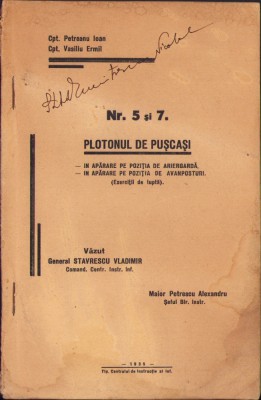 Cpt. Petreanu Ioan
Cpt. Vasiliu Ermil
Nr. 5 și 7.
PLOTONUL DE PUȘCAȘI
— IN APĂRARE PE POZIȚIA DE ARIERGARDĂ.
— IN APĂRARE PE POZIȚIA DE AVANPOSTURI.
(Exerciții de luptă).
Văzut
General STAVRESCU VLADIMIR
Comand. Centr. Instr. Inf.
Maior Petrescu Alexandru
Șeful Bir. Instr.
Tip. Centrului de Instrucție al Inf.